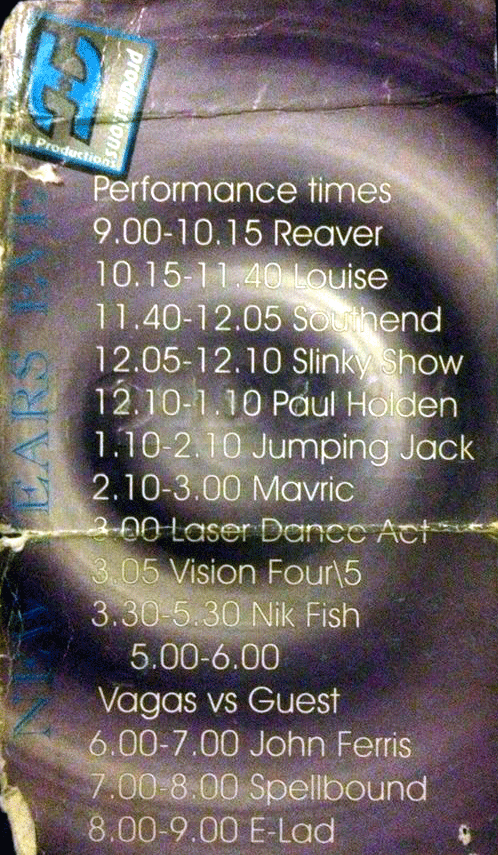 productions
R Productions
NEW YEARS EVE
Performance times
9.00-10.15 Reaver
10.15-11.40 Louise
11.40-12.05 Southend
12.05-12.10 Slinky Show
12.10-1.10 Paul Holden
1.10-2.10 Jumping Jack
2.10-3.00 Mavric
3.00 Laser Dance Act
3.05 Vision Four\5
3.30-5.30 Nik Fish
5.00-6.00
Vagas vs Guest
6.00-7.00 John Ferris
7.00-8.00 Spellbound
8.00-9.00 E-Lad